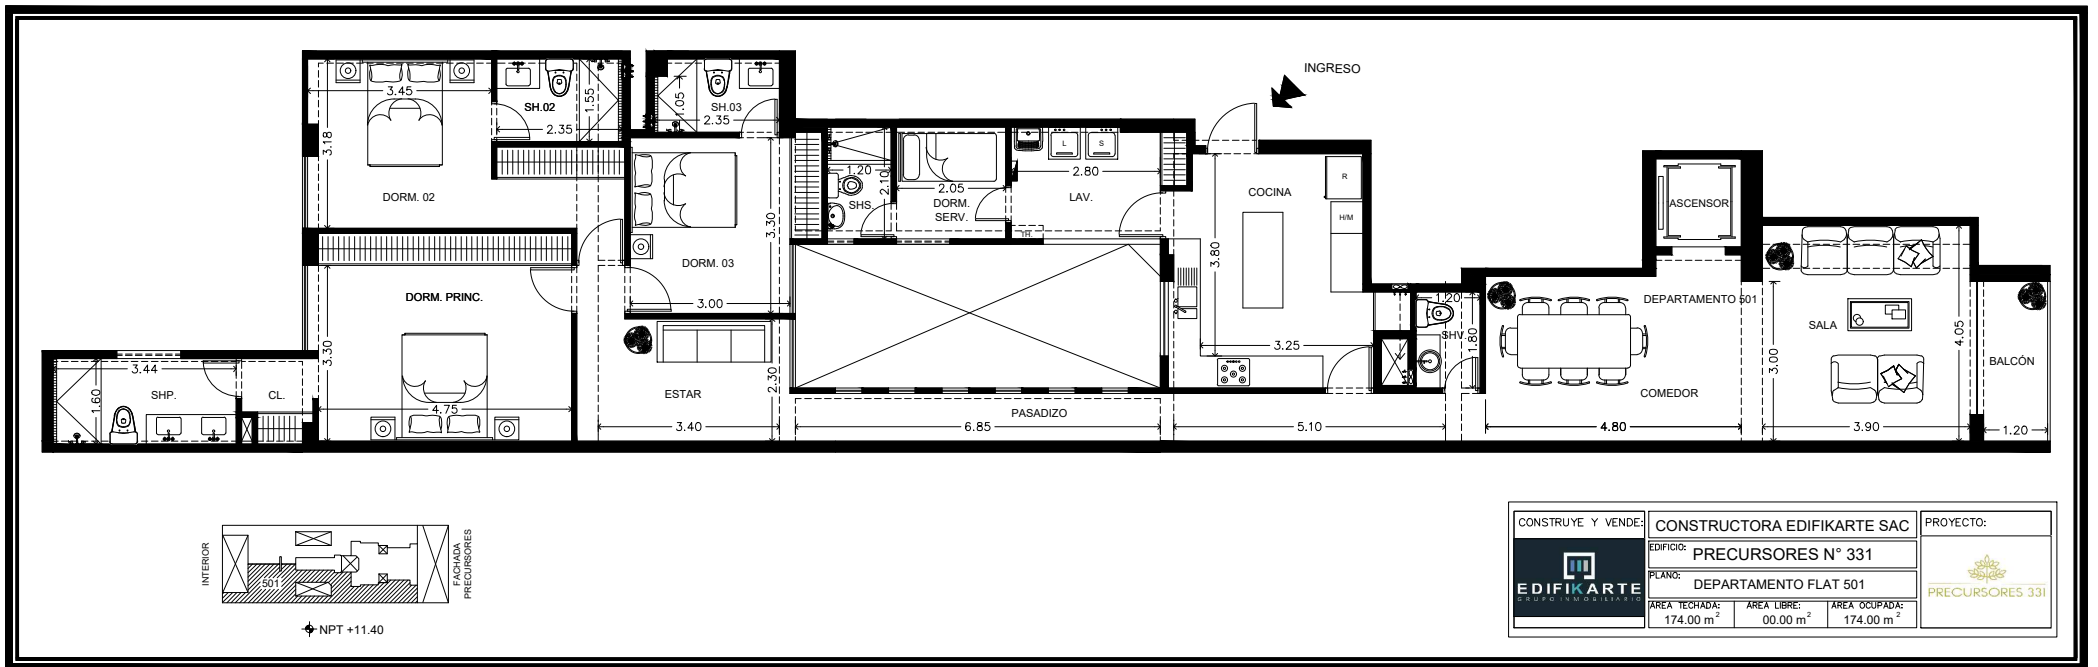 INGRESO
3.45
3.18
DORM. 02
SH.02
2.35
1.55
1.05
SH.03
2.35
3.30
DORM. 03
3.00
1.20
2.10
SHS.
2.05
DORM.
SERV.
L
S
2.80
LAV.
TH.
COCINA
R
H/M
3.80
3.25
ASCENSOR
DEPARTAMENTO 501
1.20
SHV.
1.80
SALA
3.00
4.05
BALCÓN
COMEDOR
DORM. PRINC.
3.30
4.75
3.44
1.60
SHP.
CL.
ESTAR
2.30
3.40
PASADIZO
6.85
5.10
4.80
3.90
1.20
INTERIOR
501
FACHADA
PRECURSORES
NPT +11.40
CONSTRUYE Y VENDE:
EDIFIKARTE
GRUPO INMOBILIARIO
CONSTRUCTORA EDIFIKARTE SAC
EDIFICIO: PRECURSORES N° 331
PLANO: DEPARTAMENTO FLAT 501
AREA TECHADA:
174.00 m²
AREA LIBRE:
00.00 m²
AREA OCUPADA:
174.00 m²
PROYECTO:
PRECURSORES 331